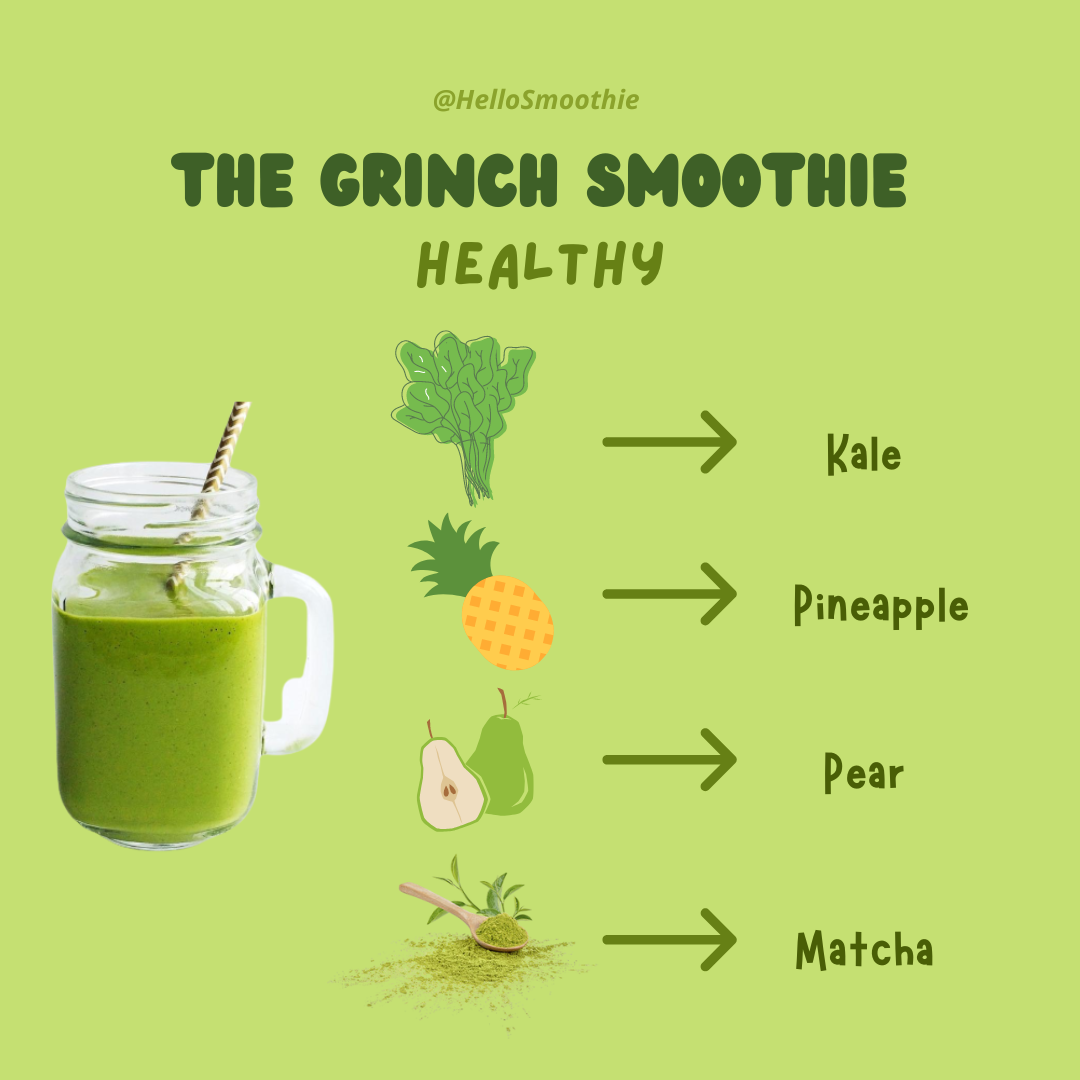 @HelloSmoothie
THE GRINCH SMOOTHIE
HEALTHY
Kale
Pineapple
Pear
Matcha